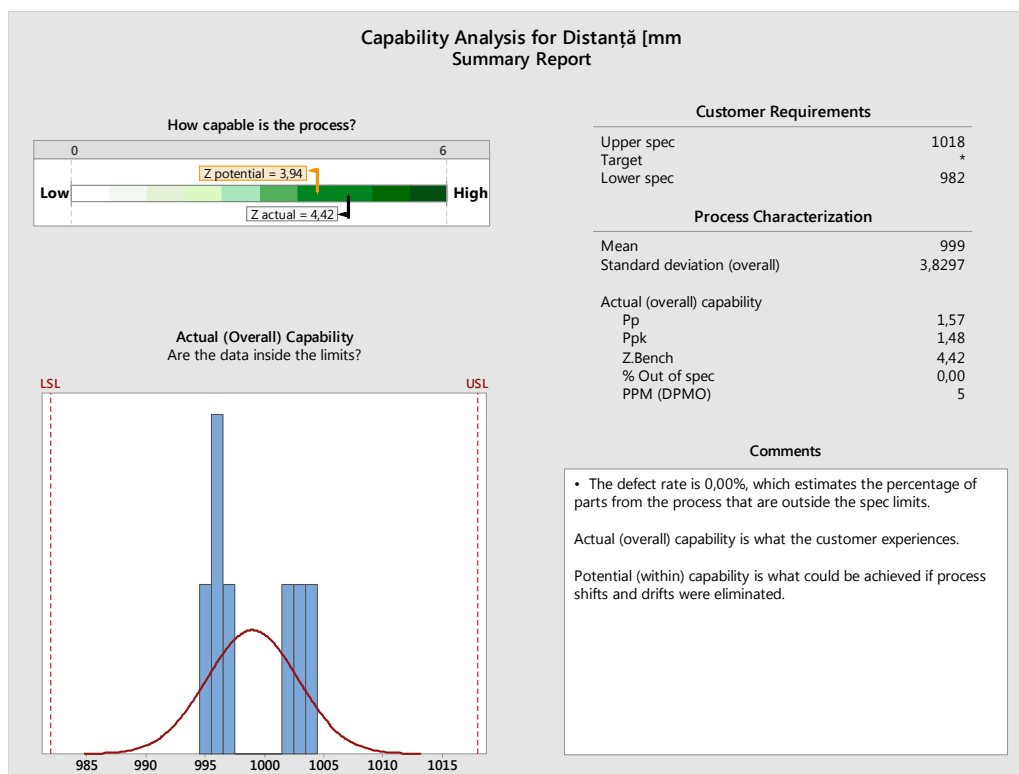 Capability Analysis for Distanță [mm
Summary Report
How capable is the process?
0 6
Z potential = 3,94
Low High
Z actual = 4,42
Customer Requirements
Upper spec 1018
Target *
Lower spec 982
Process Characterization
Mean 999
Standard deviation (overall) 3,8297
Actual (overall) capability
Pp 1,57
Ppk 1,48
Z.Bench 4,42
% Out of spec 0,00
PPM (DPMO) 5
Actual (Overall) Capability
Are the data inside the limits?
LSL USL
985 990 995 1000 1005 1010 1015
Comments
• The defect rate is 0,00%, which estimates the percentage of
parts from the process that are outside the spec limits.
Actual (overall) capability is what the customer experiences.
Potential (within) capability is what could be achieved if process
shifts and drifts were eliminated.